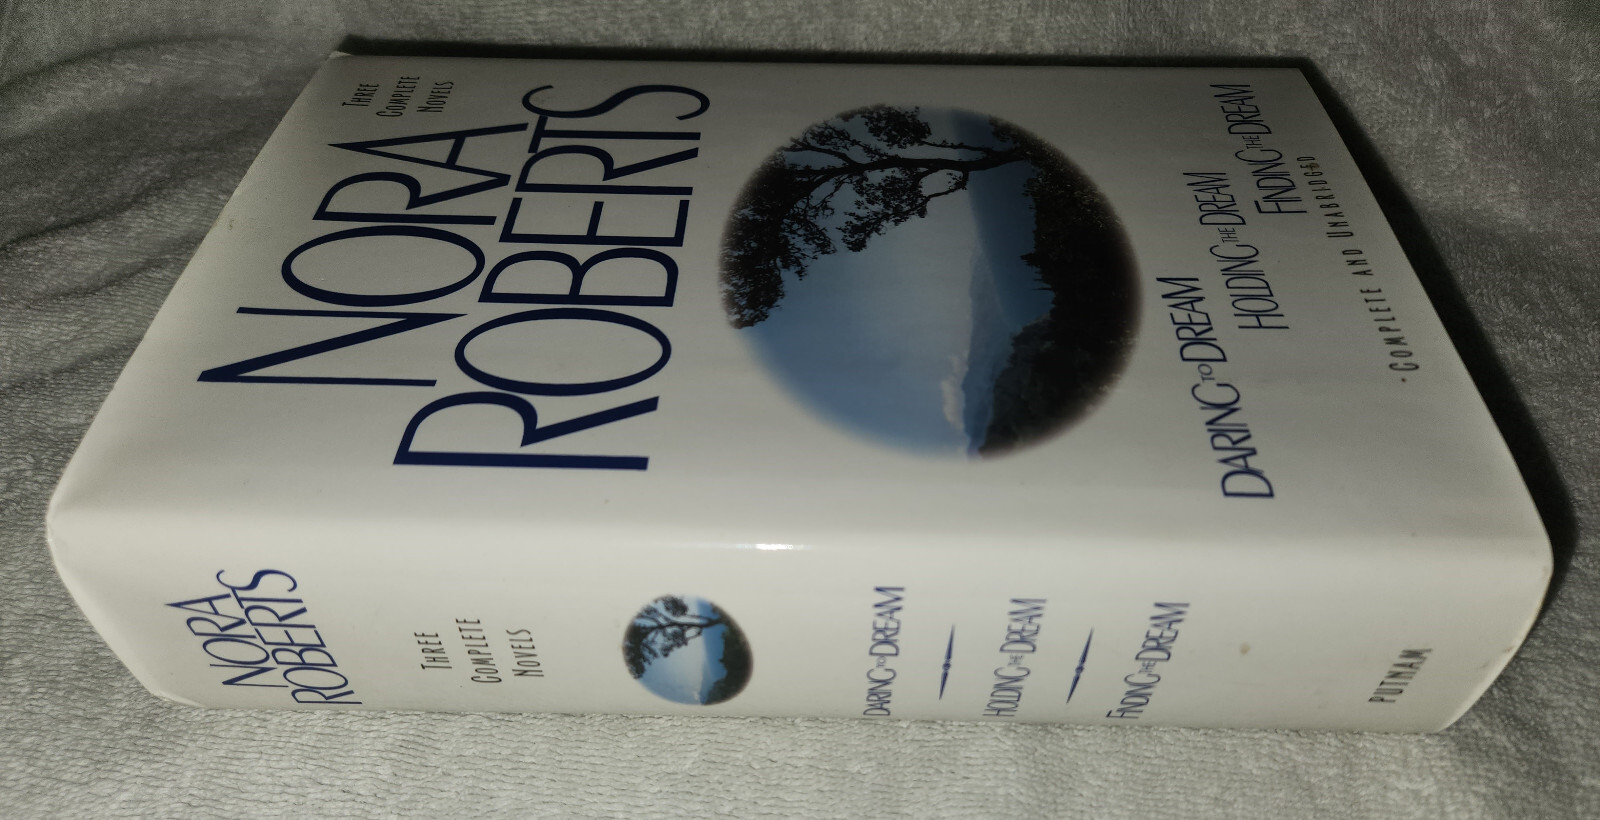 THREE
COMPLETE
NOVELS
NORA
ROBERTS
DARING TO DREAM
HOLDING THE DREAM
FINDING THE DREAM
· COMPLETE AND UNABRIDGED
NORA
ROBERTS
THREE
COMPLETE
NOVELS
DARING TO DREAM
HOLDING THE DREAM
FINDING THE DREAM
PUTNAM